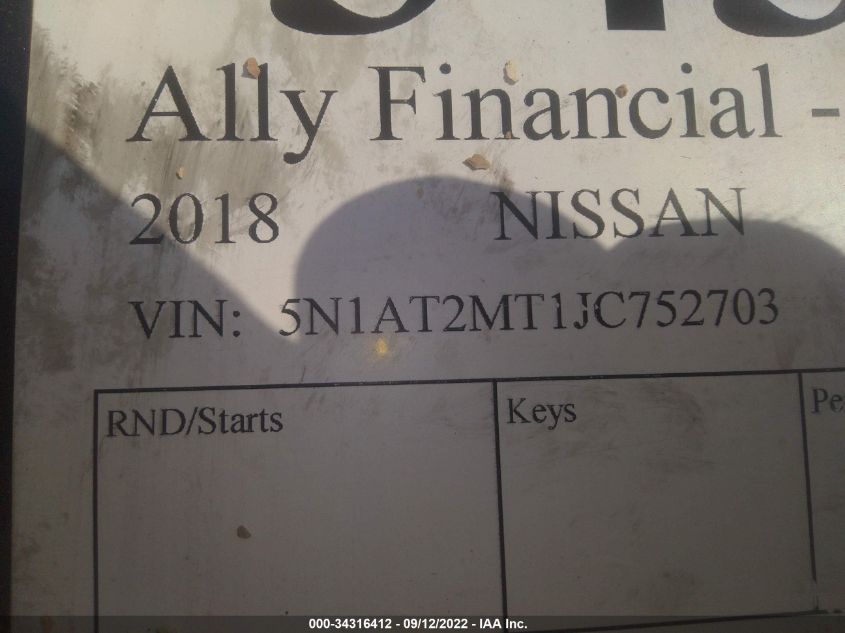 Ally Financial -
2018 NISSAN
VIN: 5N1AT2MT1JC752703
RND/Starts Keys
000-34316412 - 09/12/2022 - IAA Inc.